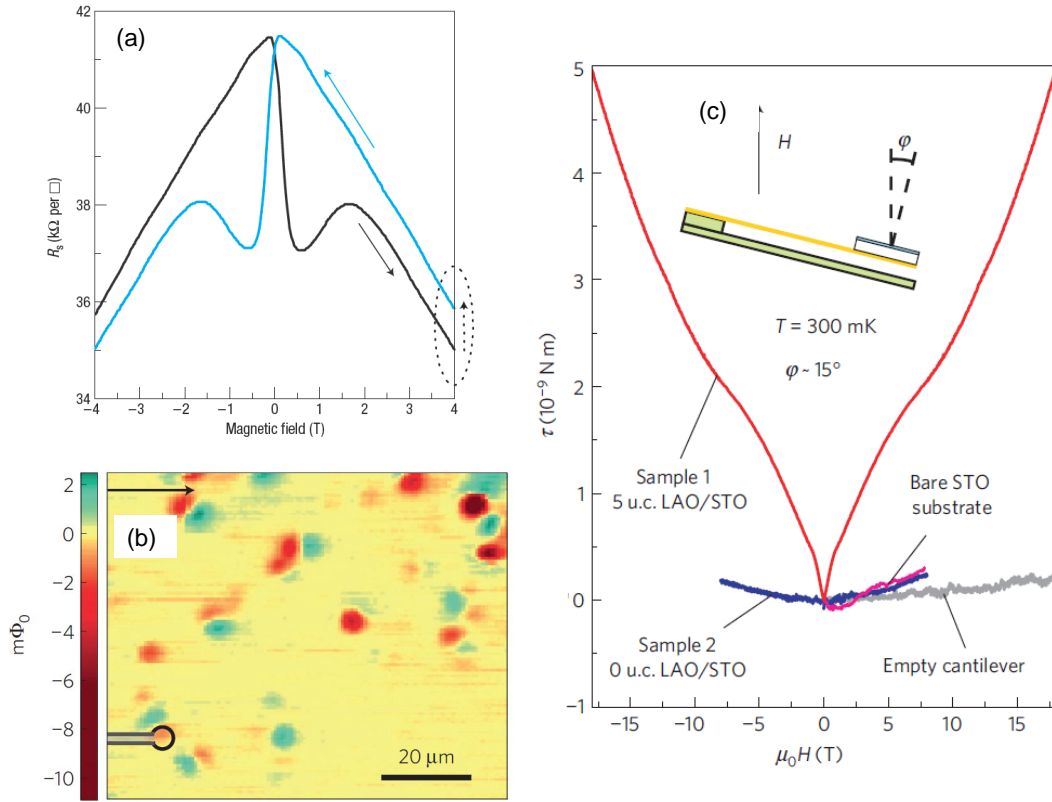 (a)
42
41
40
38
37
36
35
34
R_s (kΩ per □)
−4
−3
−2
−1
0
1
2
3
4
Magnetic field (T)
(b)
2
0
−2
−4
−6
−8
−10
mΦ₀
20 μm
(c)
5
4
3
2
1
0
−1
τ (10⁻⁹ N m)
H
φ
T = 300 mK
φ ~ 15°
Sample 1
5 u.c. LAO/STO
Bare STO
substrate
Sample 2
0 u.c. LAO/STO
Empty cantilever
−15
−10
−5
0
5
10
15
μ₀H (T)